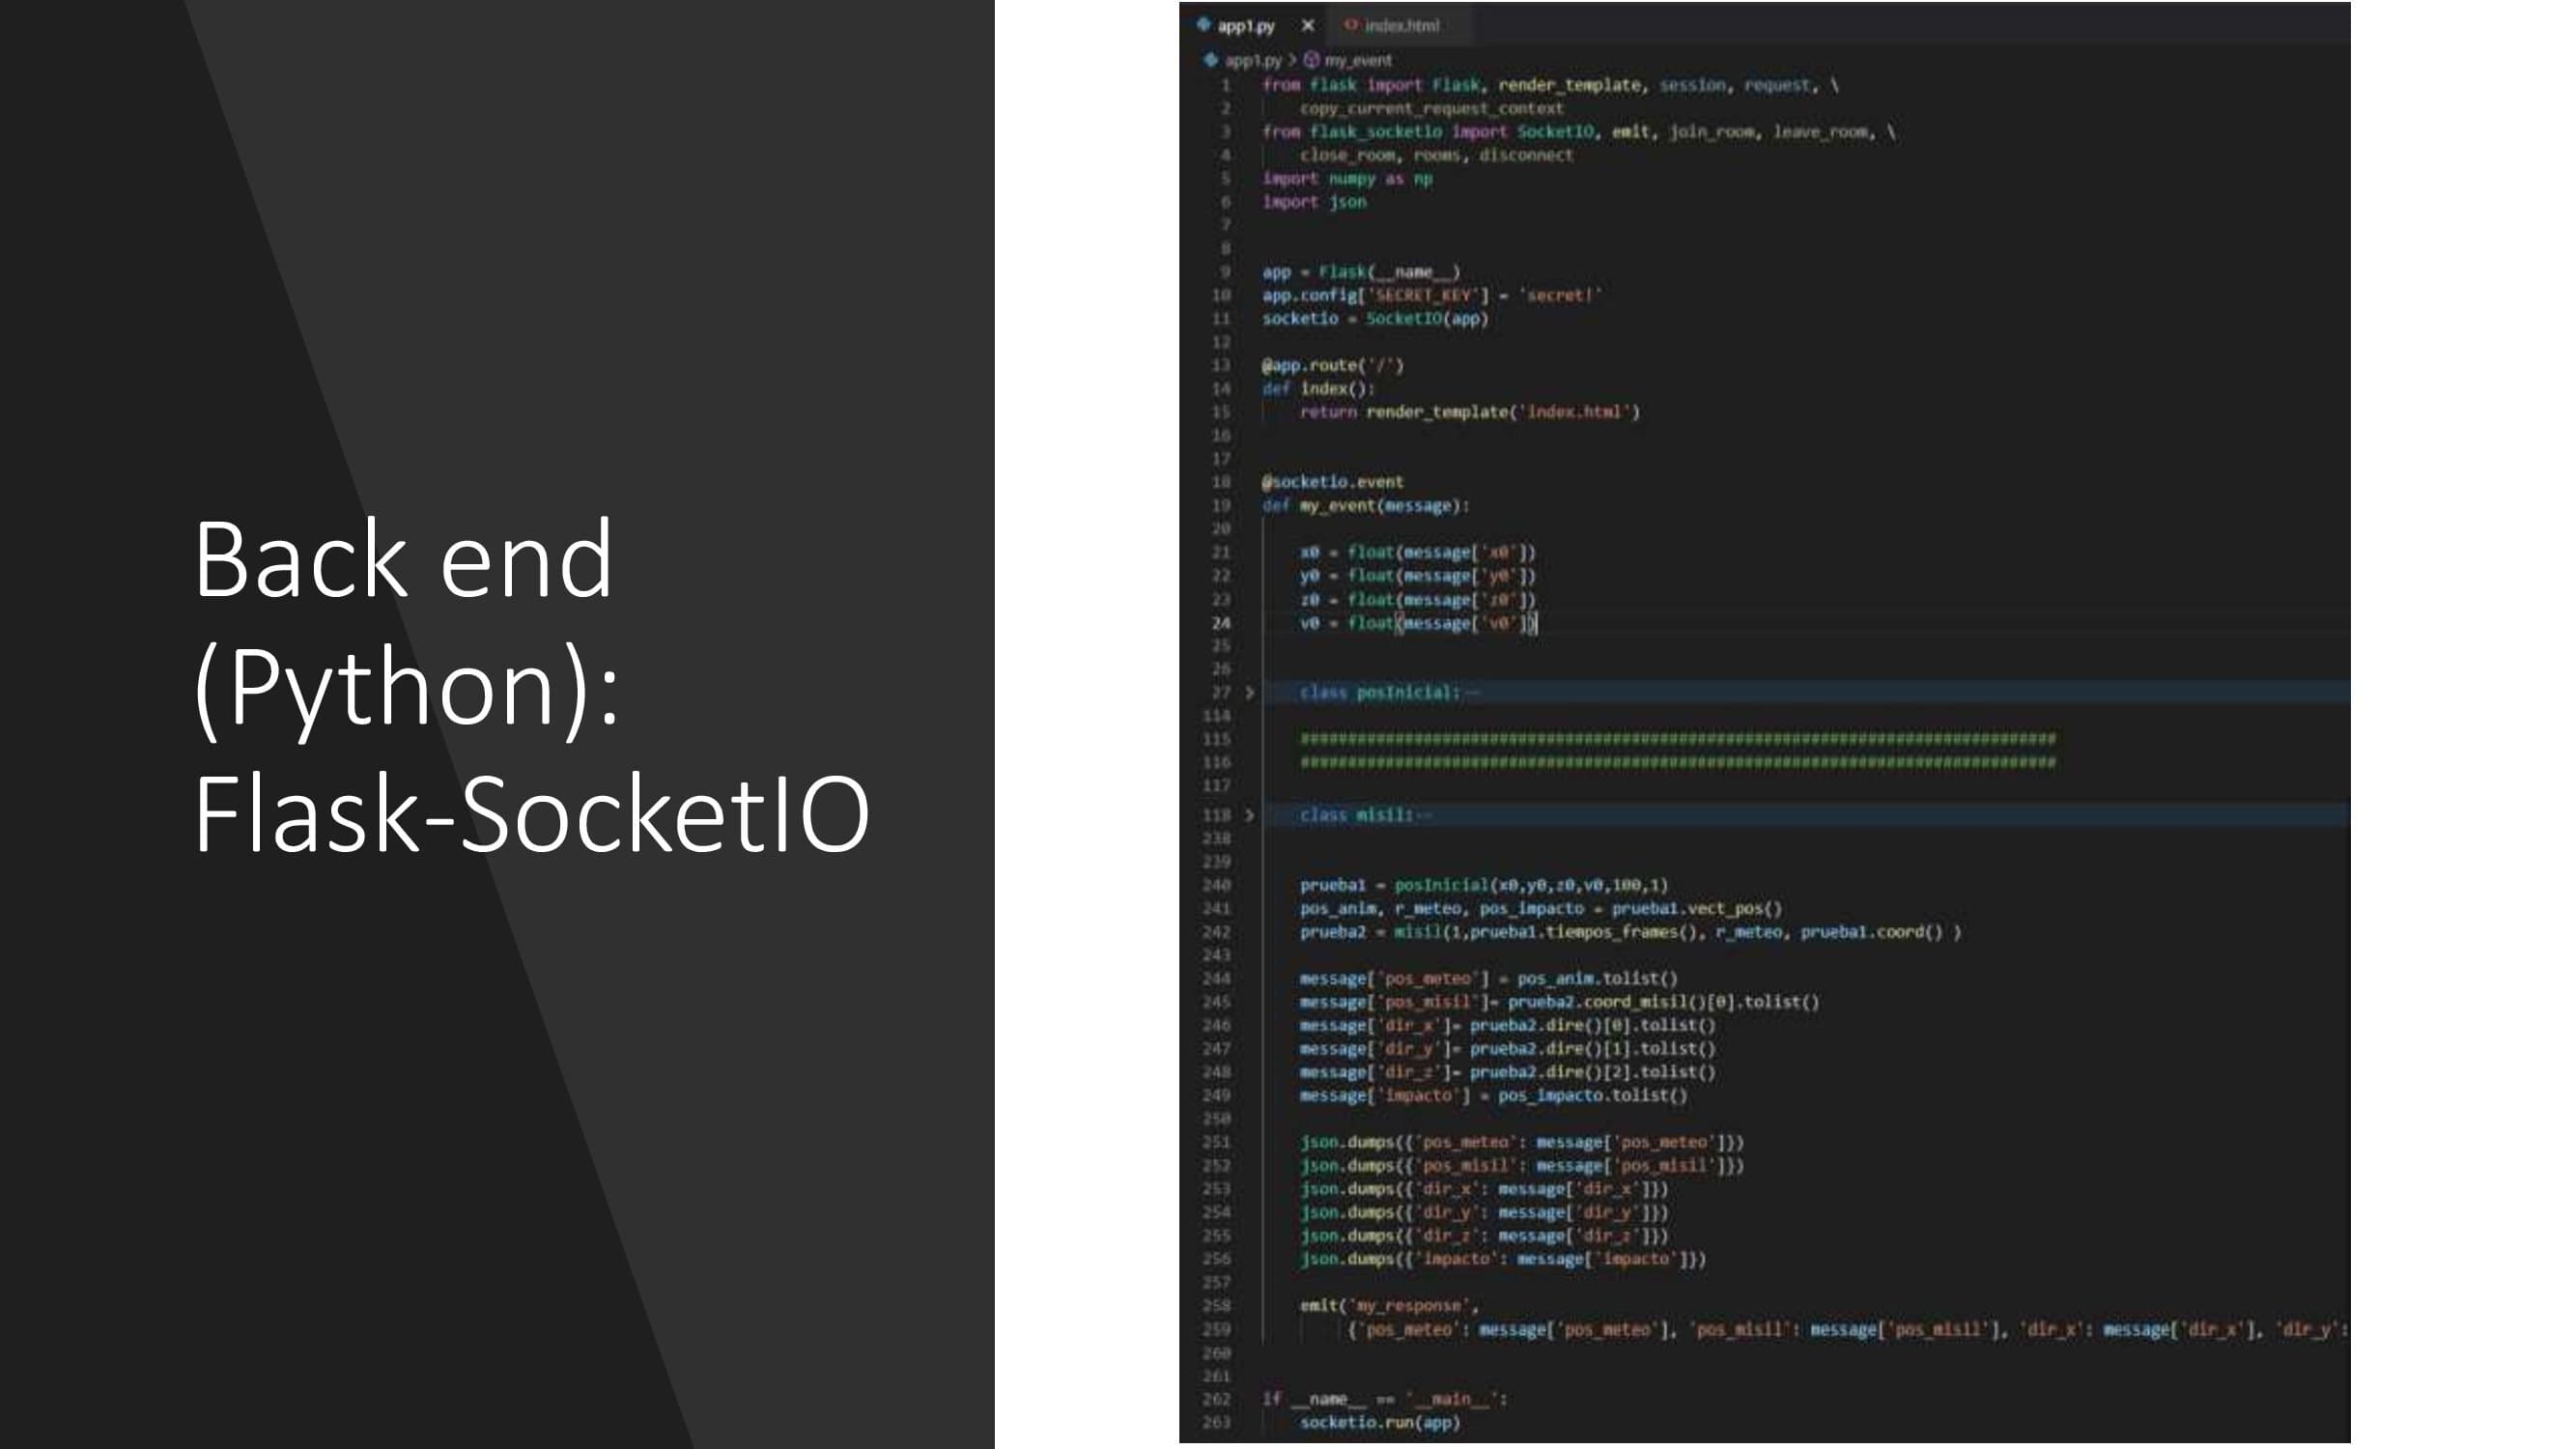 Back end
(Python):
Flask-SocketIO
app1.py
index.html
app1.py > my_event
1 from flask import Flask, render_template, session, request, \
2 copy_current_request_context
3 from flask_socketio import SocketIO, emit, join_room, leave_room, \
4 close_room, rooms, disconnect
5 import numpy as np
6 import json
7
8
9 app = Flask(__name__)
10 app.config['SECRET_KEY'] = 'secret!'
11 socketio = SocketIO(app)
12
13 @app.route('/')
14 def index():
15 return render_template('index.html')
16
17
18 @socketio.event
19 def my_event(message):
20
21 x0 = float(message['x0'])
22 y0 = float(message['y0'])
23 z0 = float(message['z0'])
24 v0 = float(message['v0'])
25
26
27 class posInicial:
114
115 ################################################################################
116 ################################################################################
117
118 class misil:
238
239
240 prueba1 = posInicial(x0,y0,z0,v0,100,1)
241 pos_anim, r_meteo, pos_impacto = prueba1.vect_pos()
242 prueba2 = misil(1,prueba1.tiempos_frames(), r_meteo, prueba1.coord() )
243
244 message['pos_meteo'] = pos_anim.tolist()
245 message['pos_misil']= prueba2.coord_misil()[0].tolist()
246 message['dir_x']= prueba2.dire()[0].tolist()
247 message['dir_y']= prueba2.dire()[1].tolist()
248 message['dir_z']= prueba2.dire()[2].tolist()
249 message['impacto'] = pos_impacto.tolist()
250
251 json.dumps({'pos_meteo': message['pos_meteo']})
252 json.dumps({'pos_misil': message['pos_misil']})
253 json.dumps({'dir_x': message['dir_x']})
254 json.dumps({'dir_y': message['dir_y']})
255 json.dumps({'dir_z': message['dir_z']})
256 json.dumps({'impacto': message['impacto']})
257
258 emit('my_response',
259 {'pos_meteo': message['pos_meteo'], 'pos_misil': message['pos_misil'], 'dir_x': message['dir_x'], 'dir_y':
260
261
262 if __name__ == '__main__':
263 socketio.run(app)